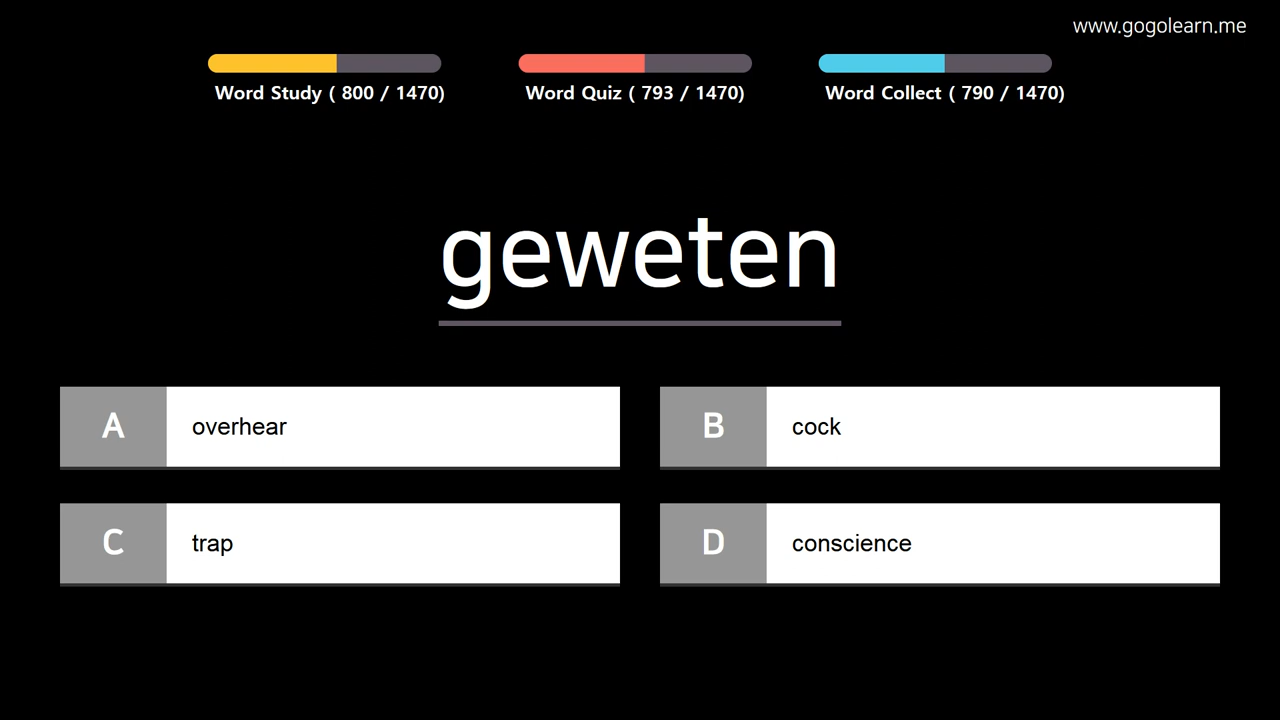 www.gogolearn.me
Word Study ( 800 / 1470)
Word Quiz ( 793 / 1470)
Word Collect ( 790 / 1470)
geweten
A overhear
B cock
C trap
D conscience